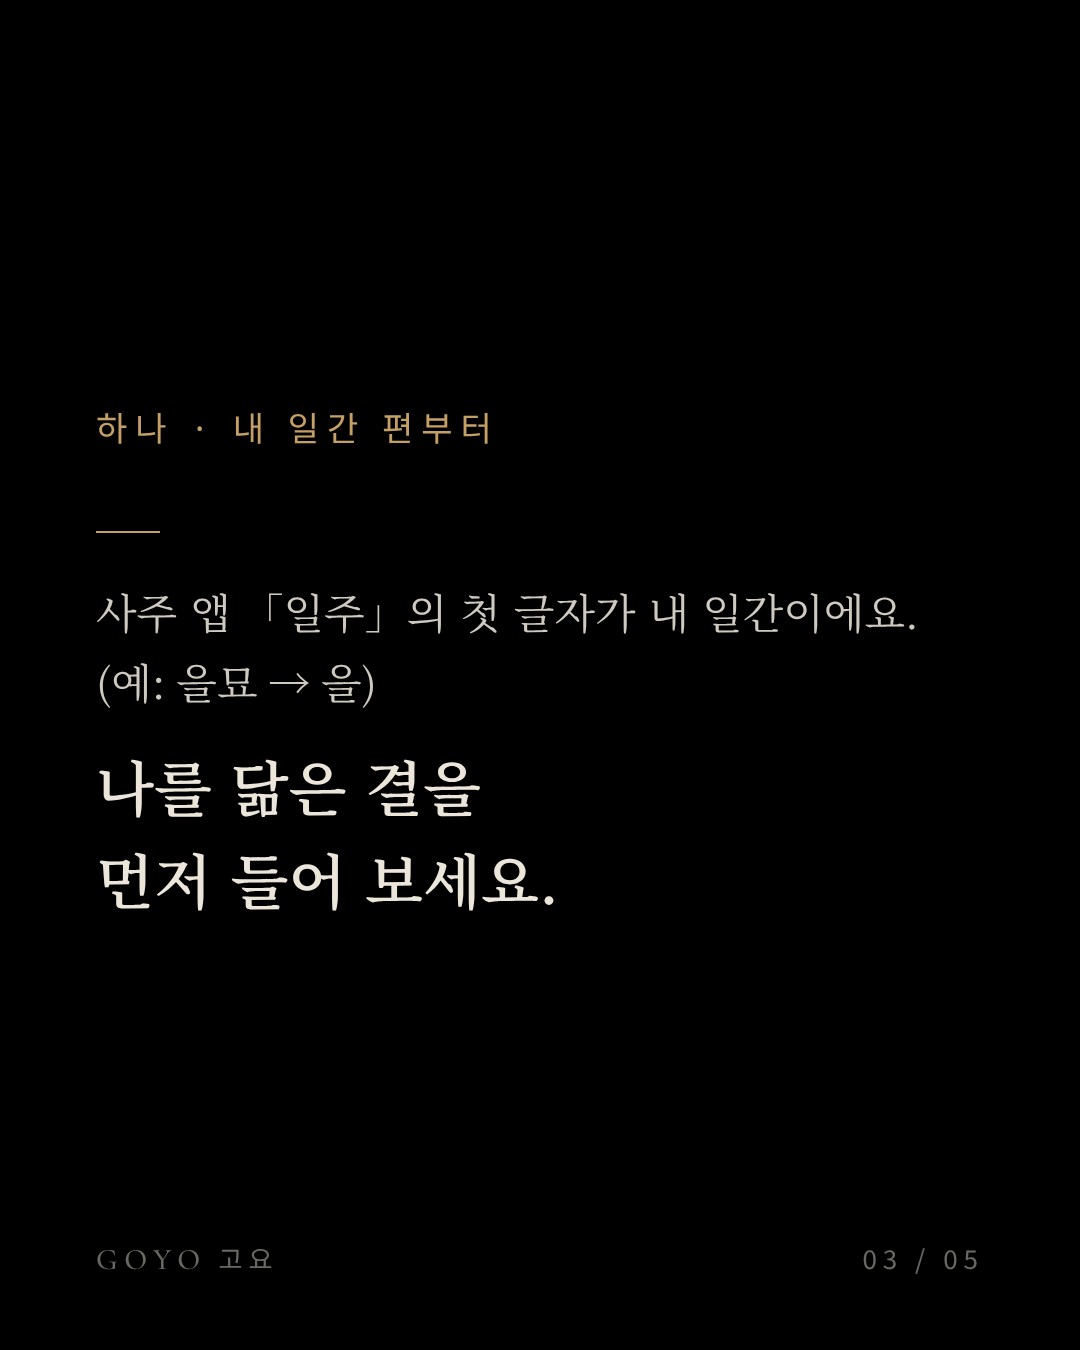 하나 · 내 일간 편부터
사주 앱 「일주」의 첫 글자가 내 일간이에요.
(예: 을묘 → 을)
나를 닮은 결을
먼저 들어 보세요.
GOYO 고요
03 / 05